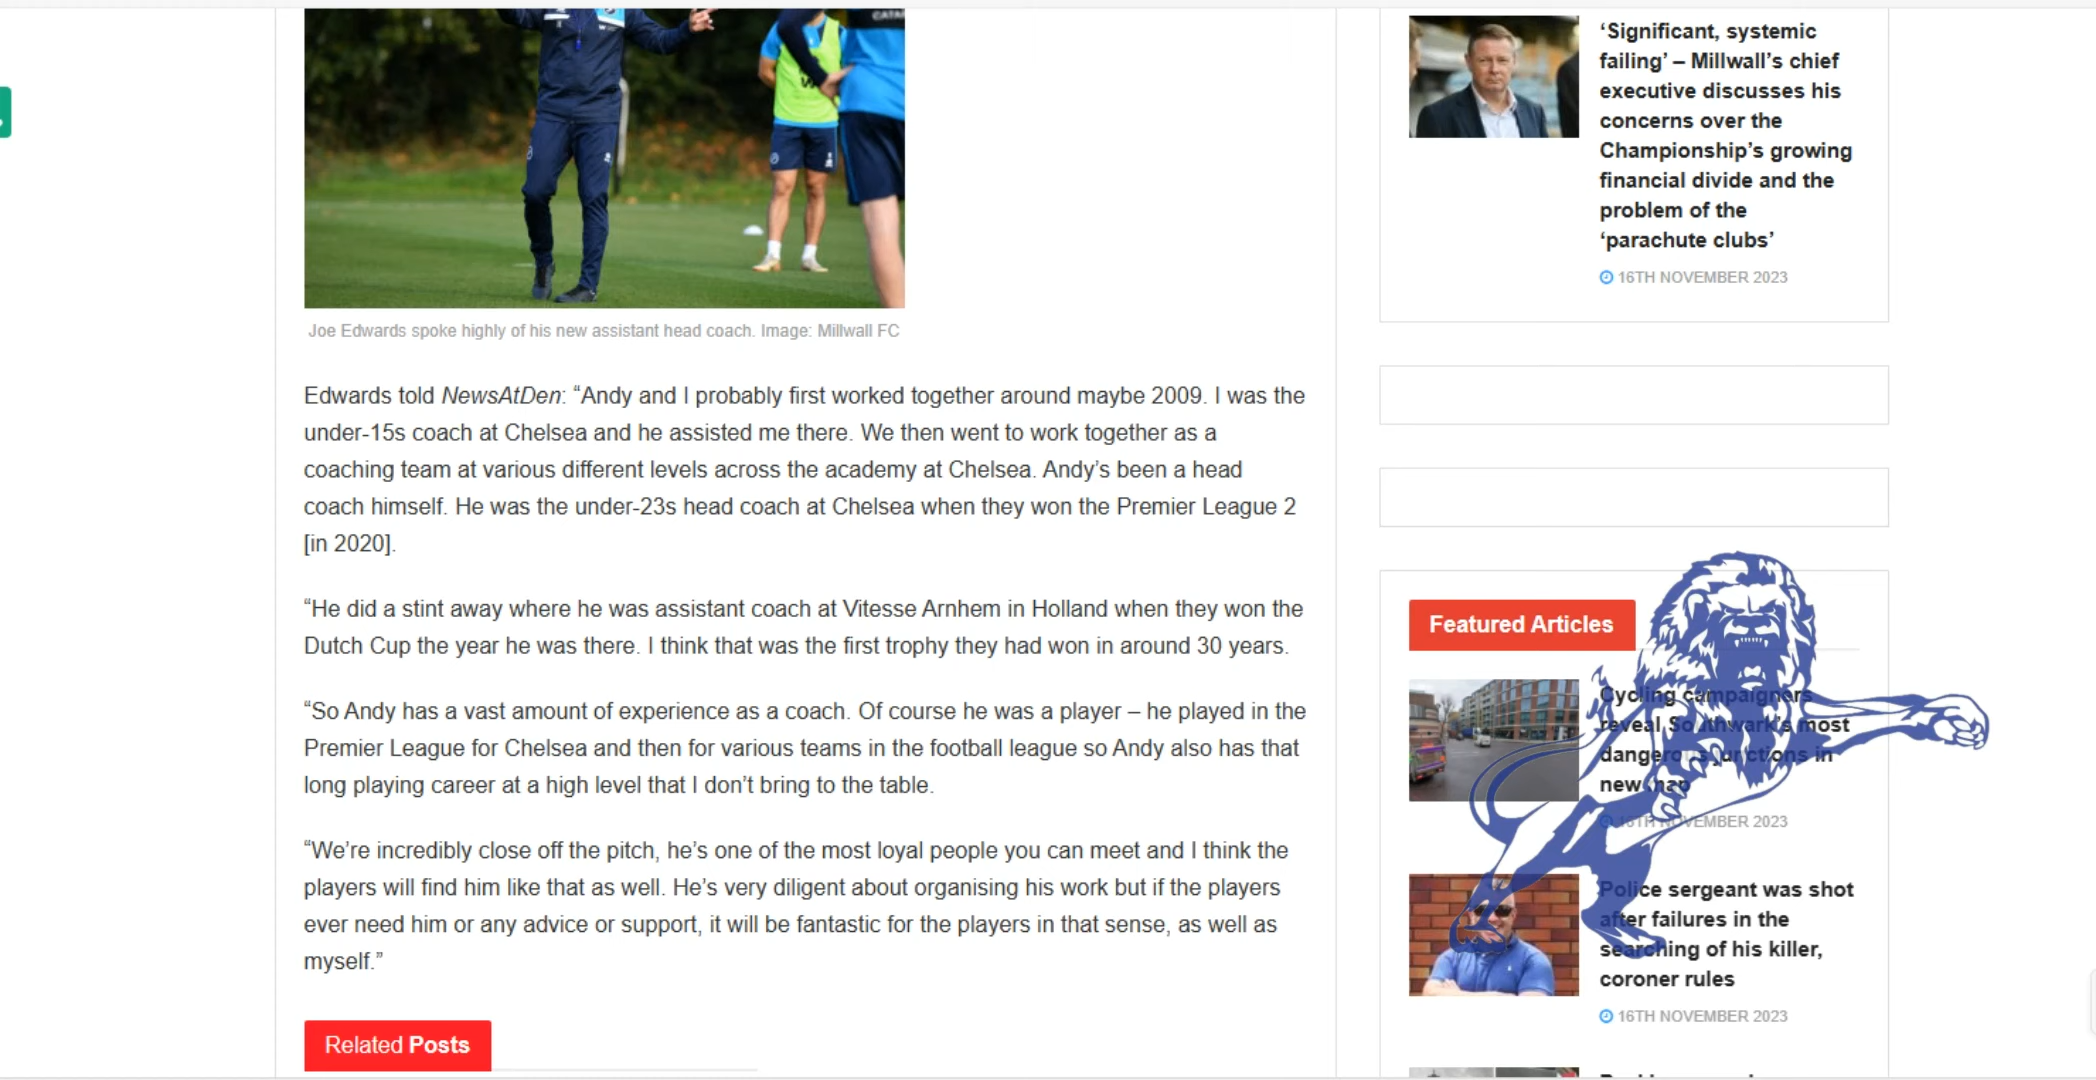 CATA
Joe Edwards spoke highly of his new assistant head coach. Image: Millwall FC
Edwards told NewsAtDen: “Andy and I probably first worked together around maybe 2009. I was the
under-15s coach at Chelsea and he assisted me there. We then went to work together as a
coaching team at various different levels across the academy at Chelsea. Andy’s been a head
coach himself. He was the under-23s head coach at Chelsea when they won the Premier League 2
[in 2020].
“He did a stint away where he was assistant coach at Vitesse Arnhem in Holland when they won the
Dutch Cup the year he was there. I think that was the first trophy they had won in around 30 years.
“So Andy has a vast amount of experience as a coach. Of course he was a player – he played in the
Premier League for Chelsea and then for various teams in the football league so Andy also has that
long playing career at a high level that I don’t bring to the table.
“We’re incredibly close off the pitch, he’s one of the most loyal people you can meet and I think the
players will find him like that as well. He’s very diligent about organising his work but if the players
ever need him or any advice or support, it will be fantastic for the players in that sense, as well as
myself.”
Related Posts
‘Significant, systemic
failing’ – Millwall’s chief
executive discusses his
concerns over the
Championship’s growing
financial divide and the
problem of the
‘parachute clubs’
16TH NOVEMBER 2023
Featured Articles
Cycling campaigners
reveal Southwark’s most
dangerous junctions in
new map
16TH NOVEMBER 2023
Police sergeant was shot
after failures in the
searching of his killer,
coroner rules
16TH NOVEMBER 2023